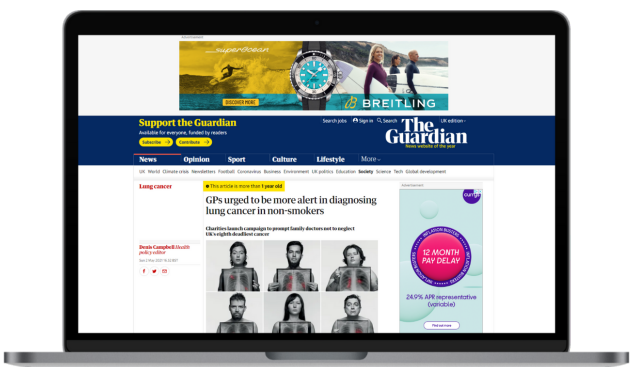 Advertisement
superocean
DISCOVER MORE
BREITLING
Support the Guardian
Available for everyone, funded by readers
Subscribe →
Contribute →
Search jobs
Sign in
Search
UK edition
The
Guardian
News website of the year
News
Opinion
Sport
Culture
Lifestyle
More
UK World Climate crisis Newsletters Football Coronavirus Business Environment UK politics Education Society Science Tech Global development
Lung cancer
This article is more than 1 year old
GPs urged to be more alert in diagnosing
lung cancer in non-smokers
Charities launch campaign to prompt family doctors not to neglect
UK's eighth deadliest cancer
Denis Campbell Health
policy editor
Advertisement
currys
INFLATION BUSTERS
12 MONTH
PAY DELAY
24.9% APR representative
(variable)
Find out more